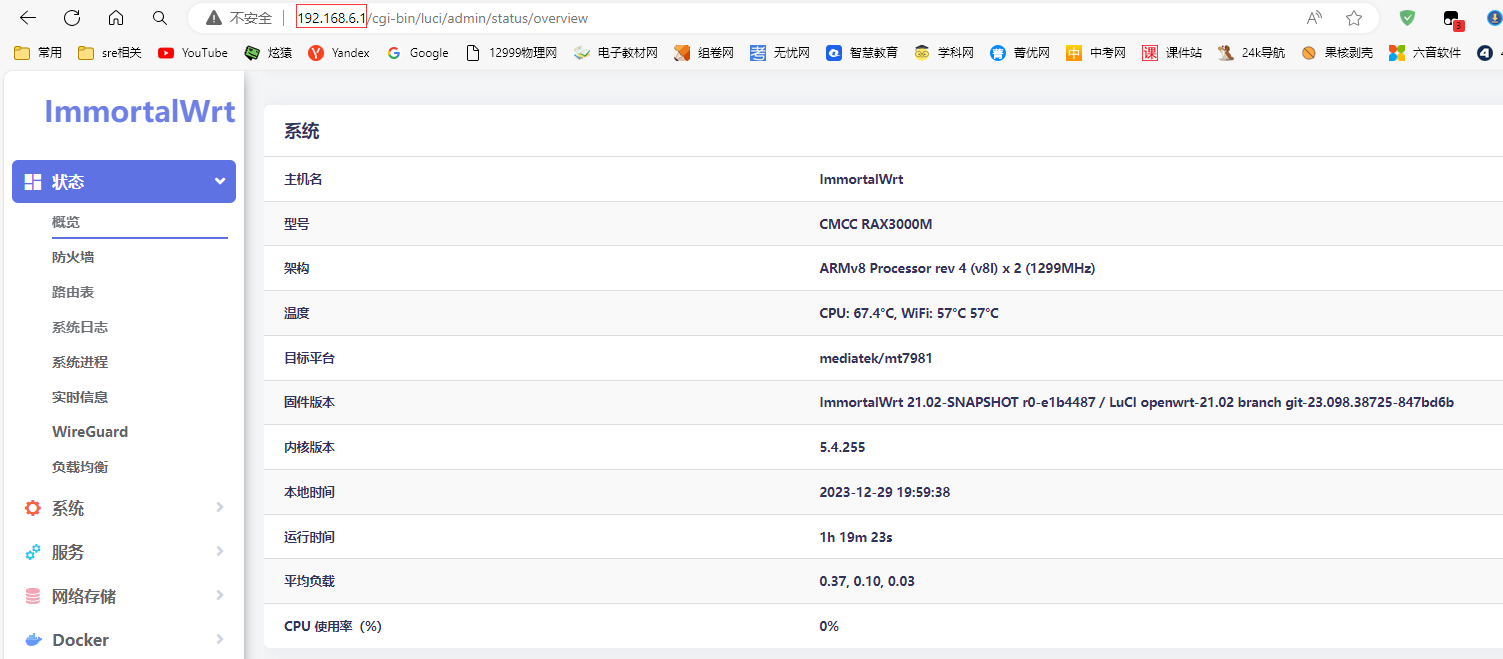 不安全 192.168.6.1/cgi-bin/luci/admin/status/overview
3
常用 sre相关 YouTube 炫猿 Yandex Google 12999物理网 电子教材网 组卷网 考 无忧网 智慧教育 学科网 菁 菁优网 中 中考网 课 课件站 24k导航 果核剥壳 六音软件
ImmortalWrt
状态
概览
防火墙
路由表
系统日志
系统进程
实时信息
WireGuard
负载均衡
系统
服务
网络存储
Docker
系统
主机名 ImmortalWrt
型号 CMCC RAX3000M
架构 ARMv8 Processor rev 4 (v8l) x 2 (1299MHz)
温度 CPU: 67.4°C, WiFi: 57°C 57°C
目标平台 mediatek/mt7981
固件版本 ImmortalWrt 21.02-SNAPSHOT r0-e1b4487 / LuCI openwrt-21.02 branch git-23.098.38725-847bd6b
内核版本 5.4.255
本地时间 2023-12-29 19:59:38
运行时间 1h 19m 23s
平均负载 0.37, 0.10, 0.03
CPU 使用率（%） 0%